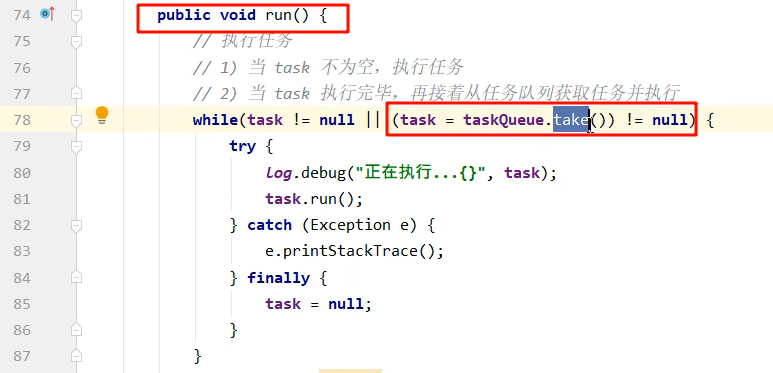 74 public void run() {
75 // 执行任务
76 // 1) 当 task 不为空，执行任务
77 // 2) 当 task 执行完毕，再接着从任务队列获取任务并执行
78 while(task != null || (task = taskQueue.take()) != null) {
79 try {
80 log.debug("正在执行...{}", task);
81 task.run();
82 } catch (Exception e) {
83 e.printStackTrace();
84 } finally {
85 task = null;
86 }
87 }